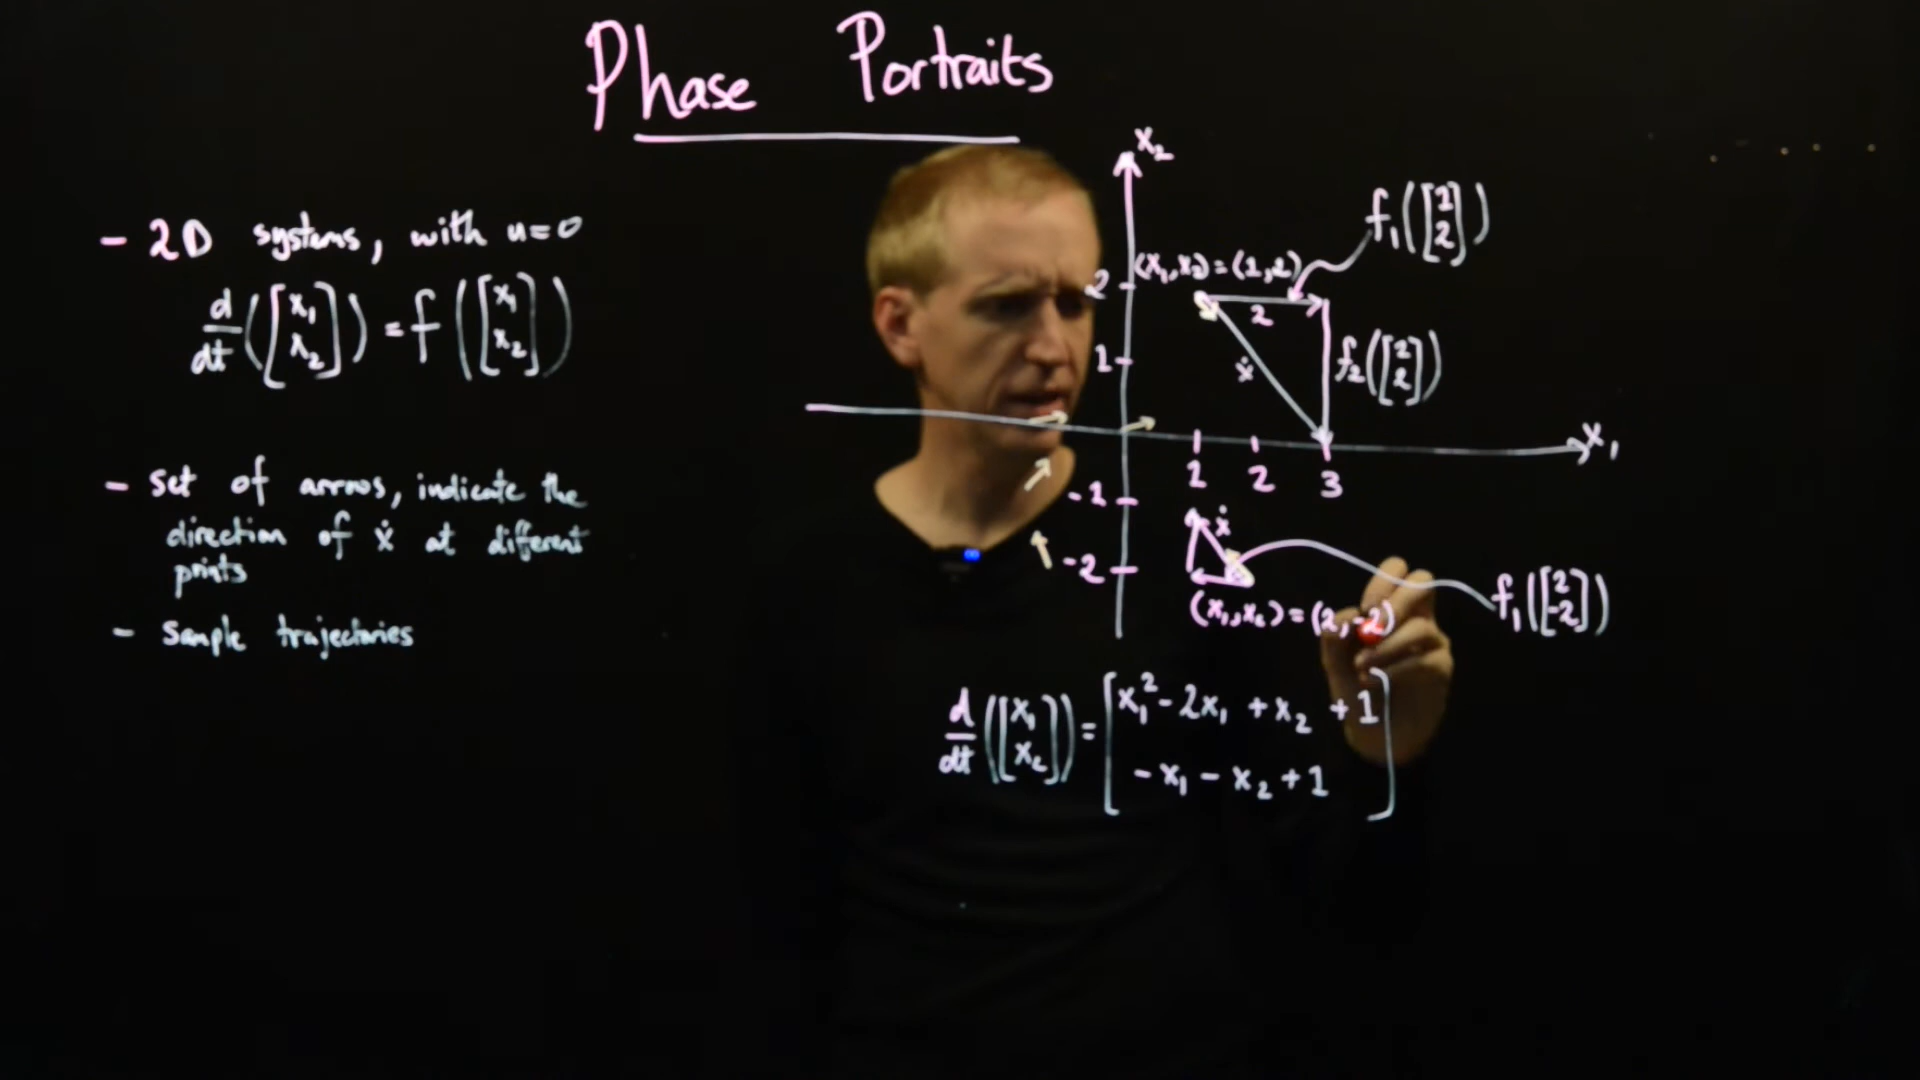 Phase Portraits
- 2D systems, with u=0
d/dt([x₁ x₂]) = f([x₁ x₂])
- set of arrows, indicate the
direction of ẋ at different
points
- Sample trajectories
x₂
f₁([1 2])
(x₁,x₂)=(1,2)
2
2
1
ẋ
f₂([1 2])
x₁
1 2 3
-1
ẋ
-2
f₁([2 -2])
(x₁,x₂)=(2,-2)
d/dt([x₁ x₂]) = [x₁² - 2x₁ + x₂ + 1
- x₁ - x₂ + 1]